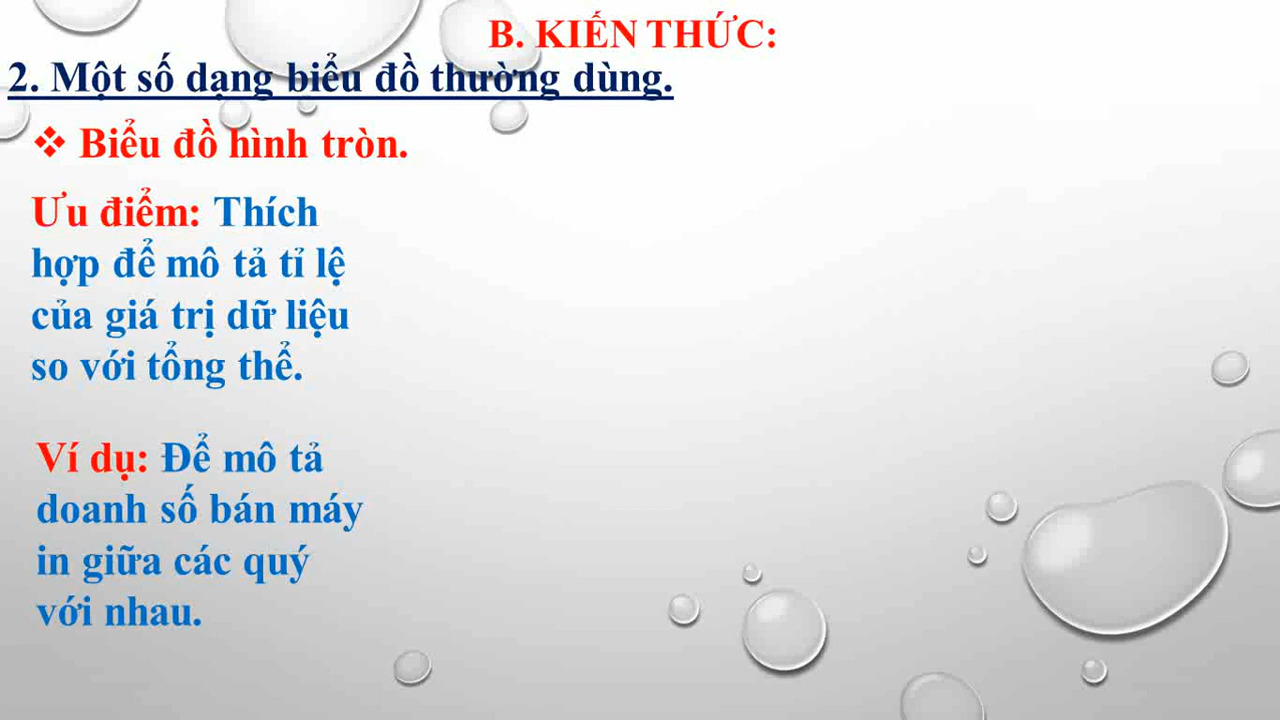 B. KIẾN THỨC:
2. Một số dạng biểu đồ thường dùng.
❖ Biểu đồ hình tròn.
Ưu điểm: Thích
hợp để mô tả tỉ lệ
của giá trị dữ liệu
so với tổng thể.
Ví dụ: Để mô tả
doanh số bán máy
in giữa các quý
với nhau.